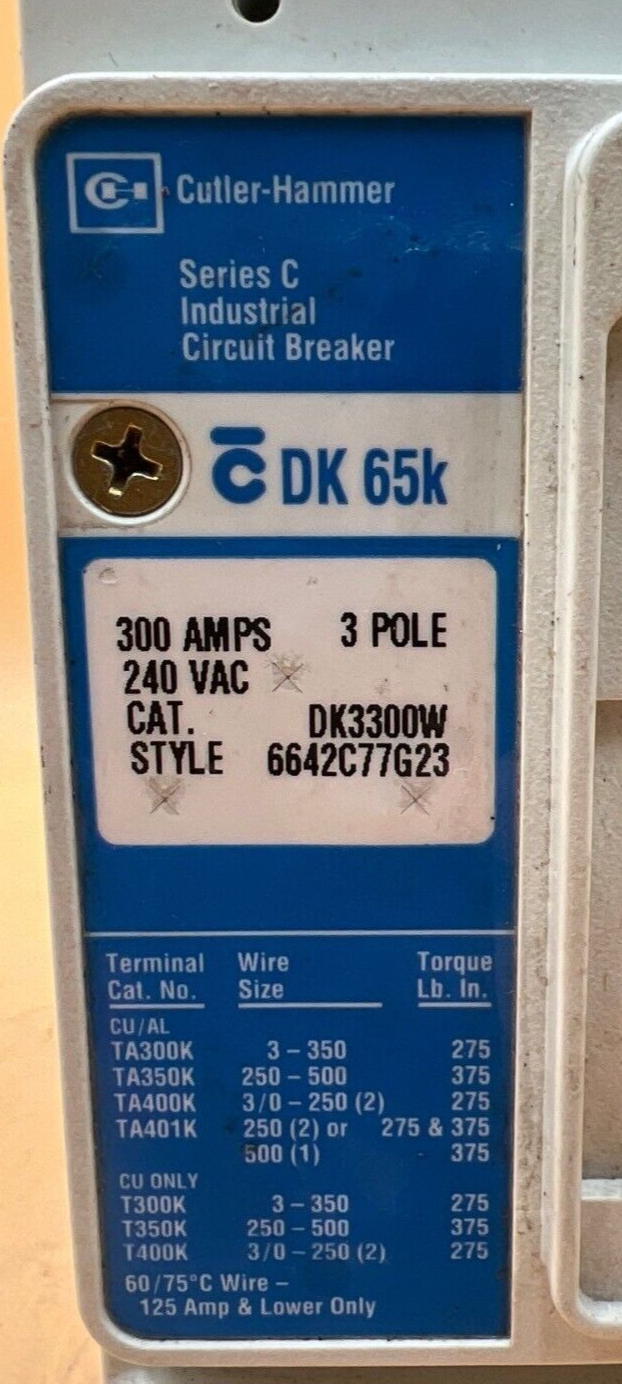 Cutler-Hammer
Series C
Industrial
Circuit Breaker
C̄ DK 65k
300 AMPS 3 POLE
240 VAC
CAT. DK3300W
STYLE 6642C77G23
Terminal Wire Torque
Cat. No. Size Lb. In.
CU/AL
TA300K 3 – 350 275
TA350K 250 – 500 375
TA400K 3/0 – 250 (2) 275
TA401K 250 (2) or 275 & 375
500 (1) 375
CU ONLY
T300K 3 – 350 275
T350K 250 – 500 375
T400K 3/0 – 250 (2) 275
60/75°C Wire –
125 Amp & Lower Only